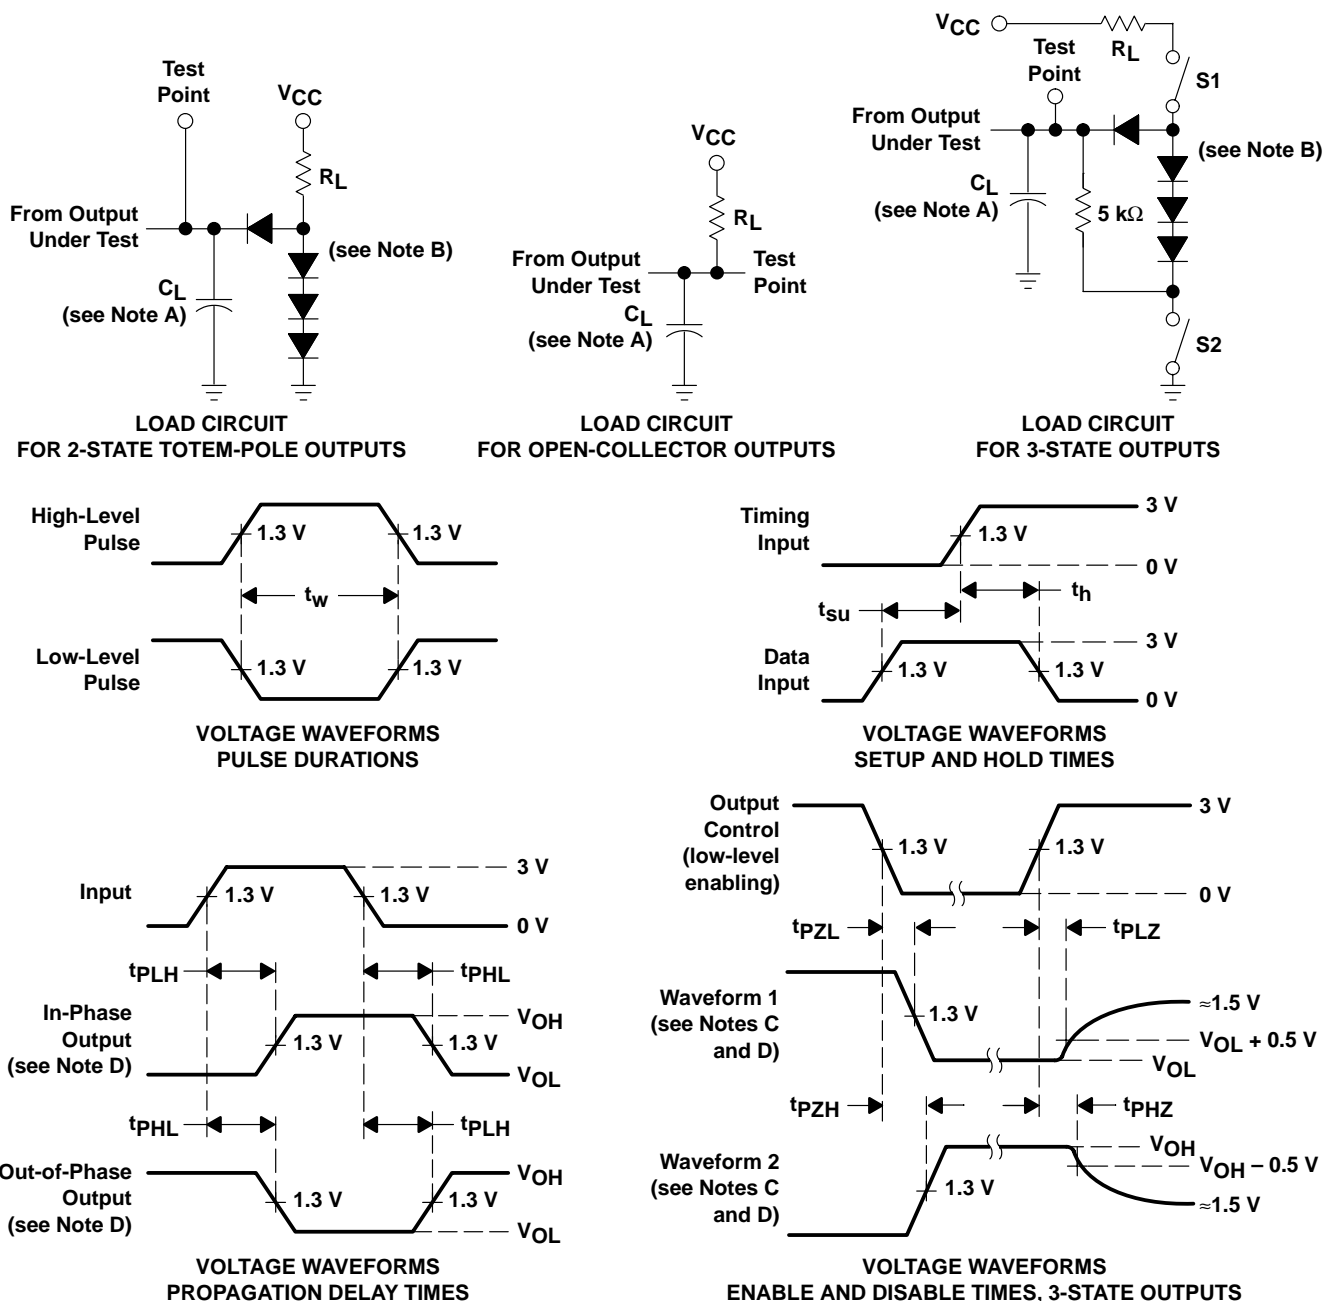 Test
Point
VCC
RL
From Output
Under Test
(see Note B)
CL
(see Note A)
LOAD CIRCUIT
FOR 2-STATE TOTEM-POLE OUTPUTS
VCC
RL
From Output
Under Test
Test
Point
CL
(see Note A)
LOAD CIRCUIT
FOR OPEN-COLLECTOR OUTPUTS
VCC
RL
Test
Point
S1
From Output
Under Test
(see Note B)
CL
(see Note A)
5 kΩ
S2
LOAD CIRCUIT
FOR 3-STATE OUTPUTS
High-Level
Pulse
1.3 V
1.3 V
tw
Low-Level
Pulse
1.3 V
1.3 V
VOLTAGE WAVEFORMS
PULSE DURATIONS
Timing
Input
1.3 V
3 V
0 V
tsu
th
Data
Input
1.3 V
1.3 V
3 V
0 V
VOLTAGE WAVEFORMS
SETUP AND HOLD TIMES
Input
1.3 V
1.3 V
3 V
0 V
tPLH
tPHL
In-Phase
Output
(see Note D)
1.3 V
1.3 V
VOH
VOL
tPHL
tPLH
Out-of-Phase
Output
(see Note D)
1.3 V
1.3 V
VOH
VOL
VOLTAGE WAVEFORMS
PROPAGATION DELAY TIMES
Output
Control
(low-level
enabling)
1.3 V
1.3 V
3 V
0 V
tPZL
tPLZ
Waveform 1
(see Notes C
and D)
1.3 V
≈1.5 V
VOL + 0.5 V
VOL
tPZH
tPHZ
Waveform 2
(see Notes C
and D)
1.3 V
VOH
VOH – 0.5 V
≈1.5 V
VOLTAGE WAVEFORMS
ENABLE AND DISABLE TIMES, 3-STATE OUTPUTS